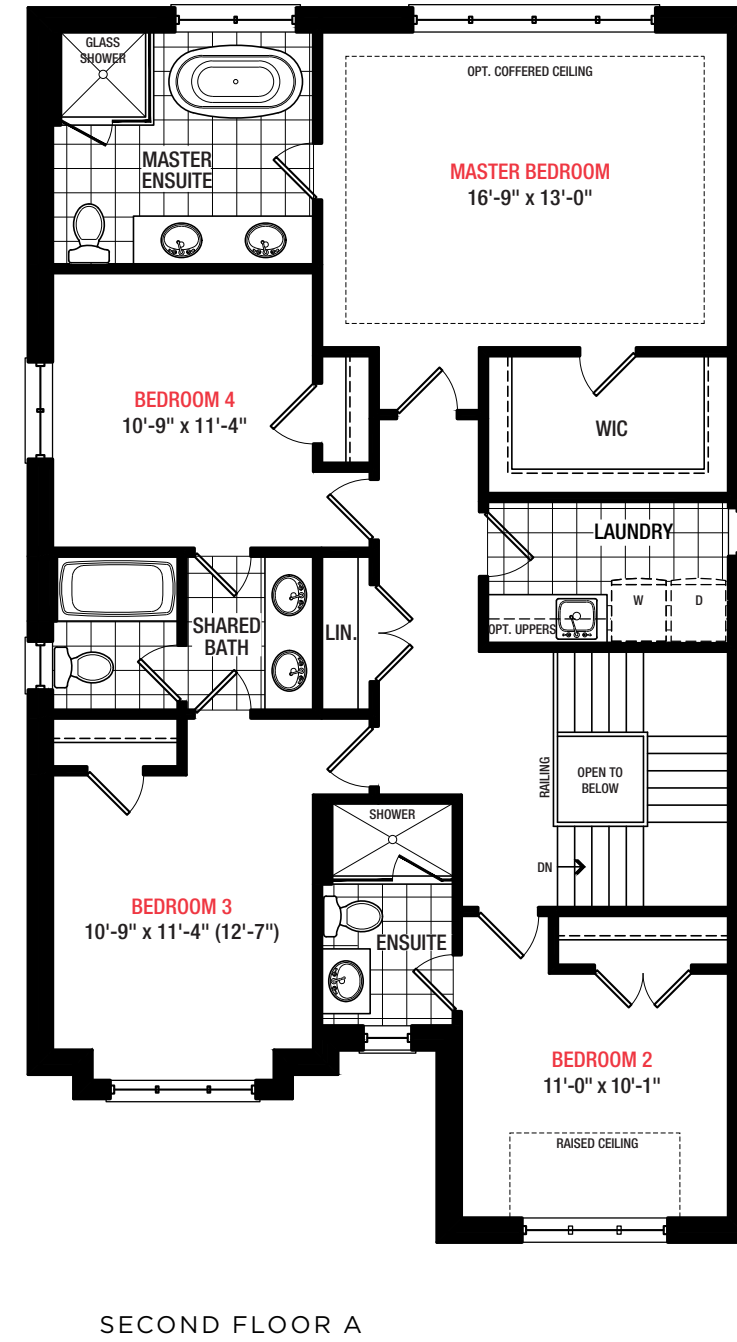 GLASS
SHOWER
OPT. COFFERED CEILING
MASTER
ENSUITE
MASTER BEDROOM
16'-9" x 13'-0"
BEDROOM 4
10'-9" x 11'-4"
WIC
LAUNDRY
W
D
OPT. UPPERS
SHARED
BATH
LIN.
RAILING
OPEN TO
BELOW
DN
SHOWER
BEDROOM 3
10'-9" x 11'-4" (12'-7")
ENSUITE
BEDROOM 2
11'-0" x 10'-1"
RAISED CEILING
SECOND FLOOR A